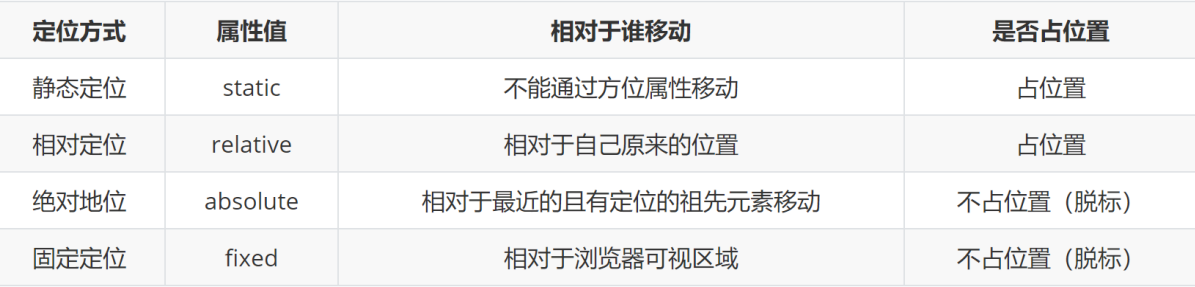 定位方式 属性值 相对于谁移动 是否占位置
静态定位 static 不能通过方位属性移动 占位置
相对定位 relative 相对于自己原来的位置 占位置
绝对地位 absolute 相对于最近的且有定位的祖先元素移动 不占位置（脱标）
固定定位 fixed 相对于浏览器可视区域 不占位置（脱标）